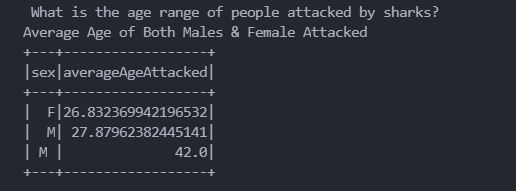 What is the age range of people attacked by sharks?
Average Age of Both Males & Female Attacked
+---+------------------+
|sex|averageAgeAttacked|
+---+------------------+
|  F|26.832369942196532|
|  M| 27.87962382445141|
| M |              42.0|
+---+------------------+